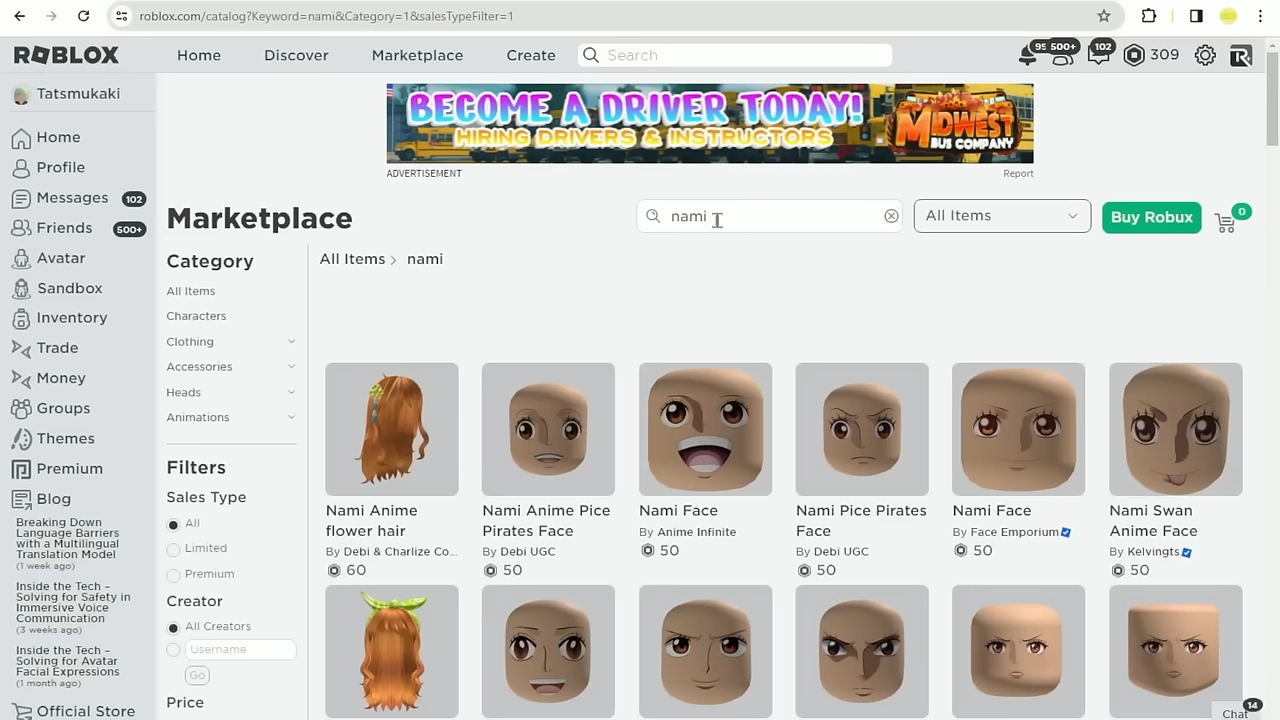 roblox.com/catalog?Keyword=nami&Category=1&salesTypeFilter=1
ROBLOX
Home
Discover
Marketplace
Create
Search
500+
102
309
Tatsmukaki
Home
Profile
Messages
102
Friends
500+
Avatar
Sandbox
Inventory
Trade
Money
Groups
Themes
Premium
Blog
Breaking Down
Language Barriers
with a Multilingual
Translation Model
(1 week ago)
Inside the Tech –
Solving for Safety in
Immersive Voice
Communication
(3 weeks ago)
Inside the Tech –
Solving for Avatar
Facial Expressions
(1 month ago)
Official Store
BECOME A DRIVER TODAY!
HIRING DRIVERS & INSTRUCTORS
MIDWEST
BUS COMPANY
ADVERTISEMENT
Report
Marketplace
nami
All Items
Buy Robux
0
Category
All Items
Characters
Clothing
Accessories
Heads
Animations
Filters
Sales Type
All
Limited
Premium
Creator
All Creators
Username
Go
Price
All Items > nami
Nami Anime
flower hair
By Debi & Charlize Co...
60
Nami Anime Pice
Pirates Face
By Debi UGC
50
Nami Face
By Anime Infinite
50
Nami Pice Pirates
Face
By Debi UGC
50
Nami Face
By Face Emporium
50
Nami Swan
Anime Face
By Kelvingts
50
Chat
14